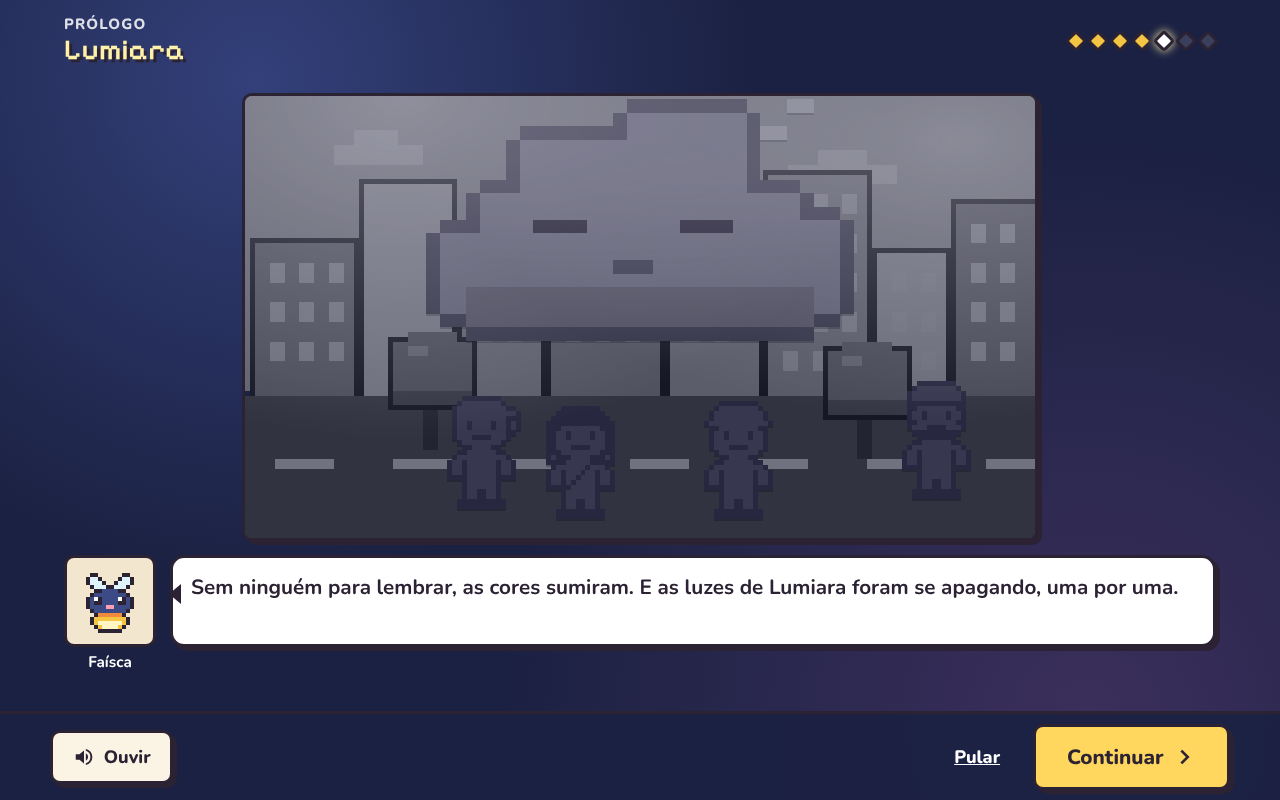 PRÓLOGO
Lumiara
Sem ninguém para lembrar, as cores sumiram. E as luzes de Lumiara foram se apagando, uma por uma.
Faísca
Ouvir
Pular
Continuar